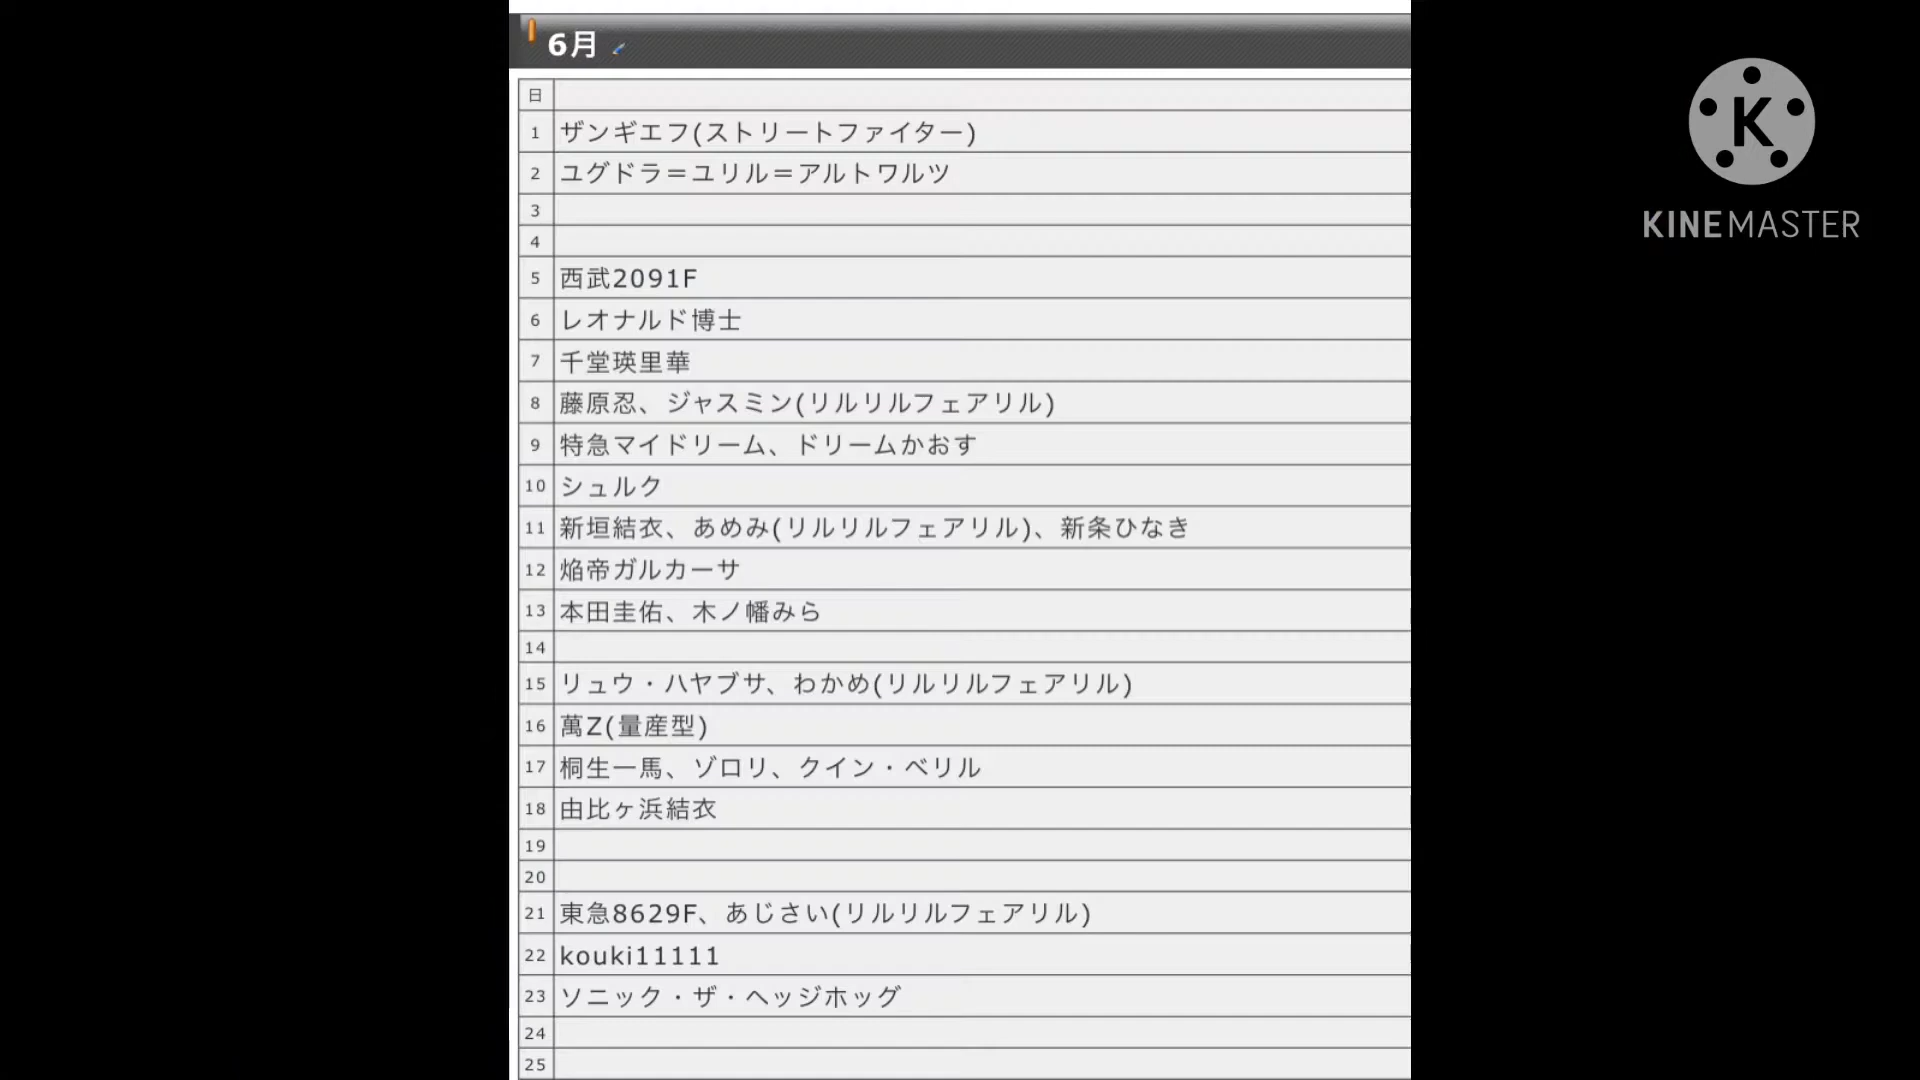 6月
日
1 ザンギエフ(ストリートファイター)
2 ユグドラ＝ユリル＝アルトワルツ
3
4
5 西武2091F
6 レオナルド博士
7 千堂瑛里華
8 藤原忍、ジャスミン(リルリルフェアリル)
9 特急マイドリーム、ドリームかおす
10 シュルク
11 新垣結衣、あめみ(リルリルフェアリル)、新条ひなき
12 焔帝ガルカーサ
13 本田圭佑、木ノ幡みら
14
15 リュウ・ハヤブサ、わかめ(リルリルフェアリル)
16 萬Z(量産型)
17 桐生一馬、ゾロリ、クイン・ベリル
18 由比ヶ浜結衣
19
20
21 東急8629F、あじさい(リルリルフェアリル)
22 kouki11111
23 ソニック・ザ・ヘッジホッグ
24
25
K
KINEMASTER